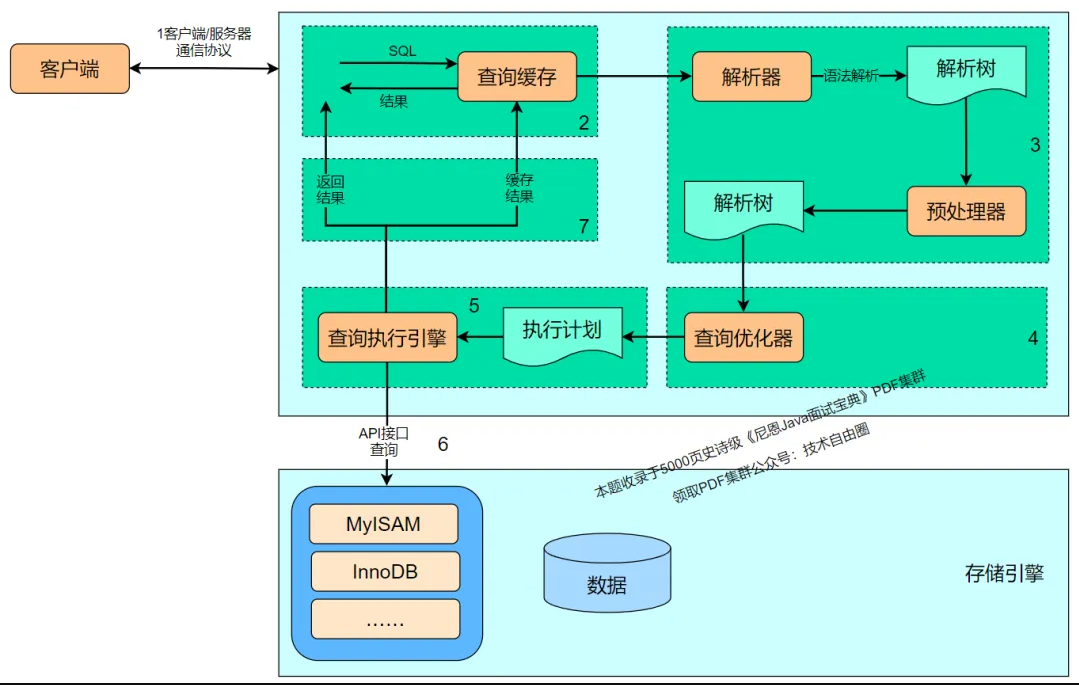 1客户端/服务器
通信协议
客户端
SQL
查询缓存
结果
2
解析器
语法解析
解析树
3
返回
结果
缓存
结果
7
解析树
预处理器
5
查询执行引擎
执行计划
查询优化器
4
API接口
查询
6
本题收录于5000页史诗级《尼恩Java面试宝典》PDF集群
领取PDF集群公众号：技术自由圈
MyISAM
InnoDB
……
数据
存储引擎